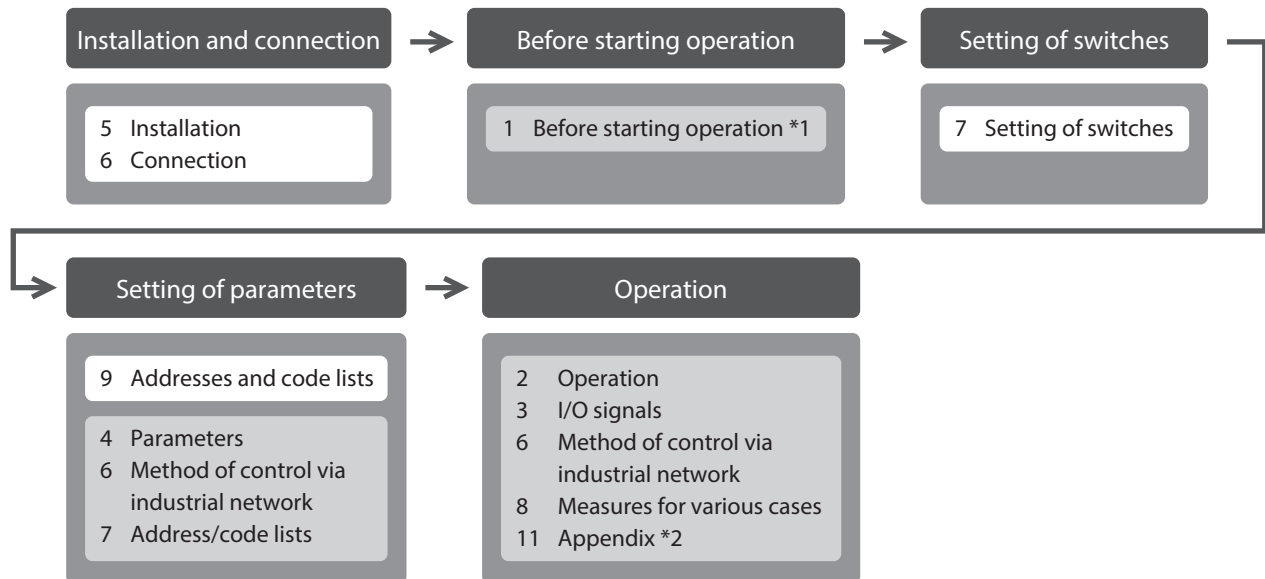 Installation and connection
Before starting operation
Setting of switches
5 Installation
6 Connection
1 Before starting operation *1
7 Setting of switches
Setting of parameters
Operation
9 Addresses and code lists
4 Parameters
6 Method of control via
industrial network
7 Address/code lists
2 Operation
3 I/O signals
6 Method of control via
industrial network
8 Measures for various cases
11 Appendix *2